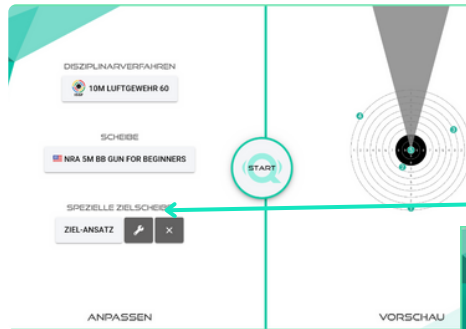 DISZIPLINARVERFAHREN
10M LUFTGEWEHR 60
SCHEIBE
NRA 5M BB GUN FOR BEGINNERS
START
SPEZIELLE ZIELSCHEIBE
ZIEL-ANSATZ
ANPASSEN
VORSCHAU